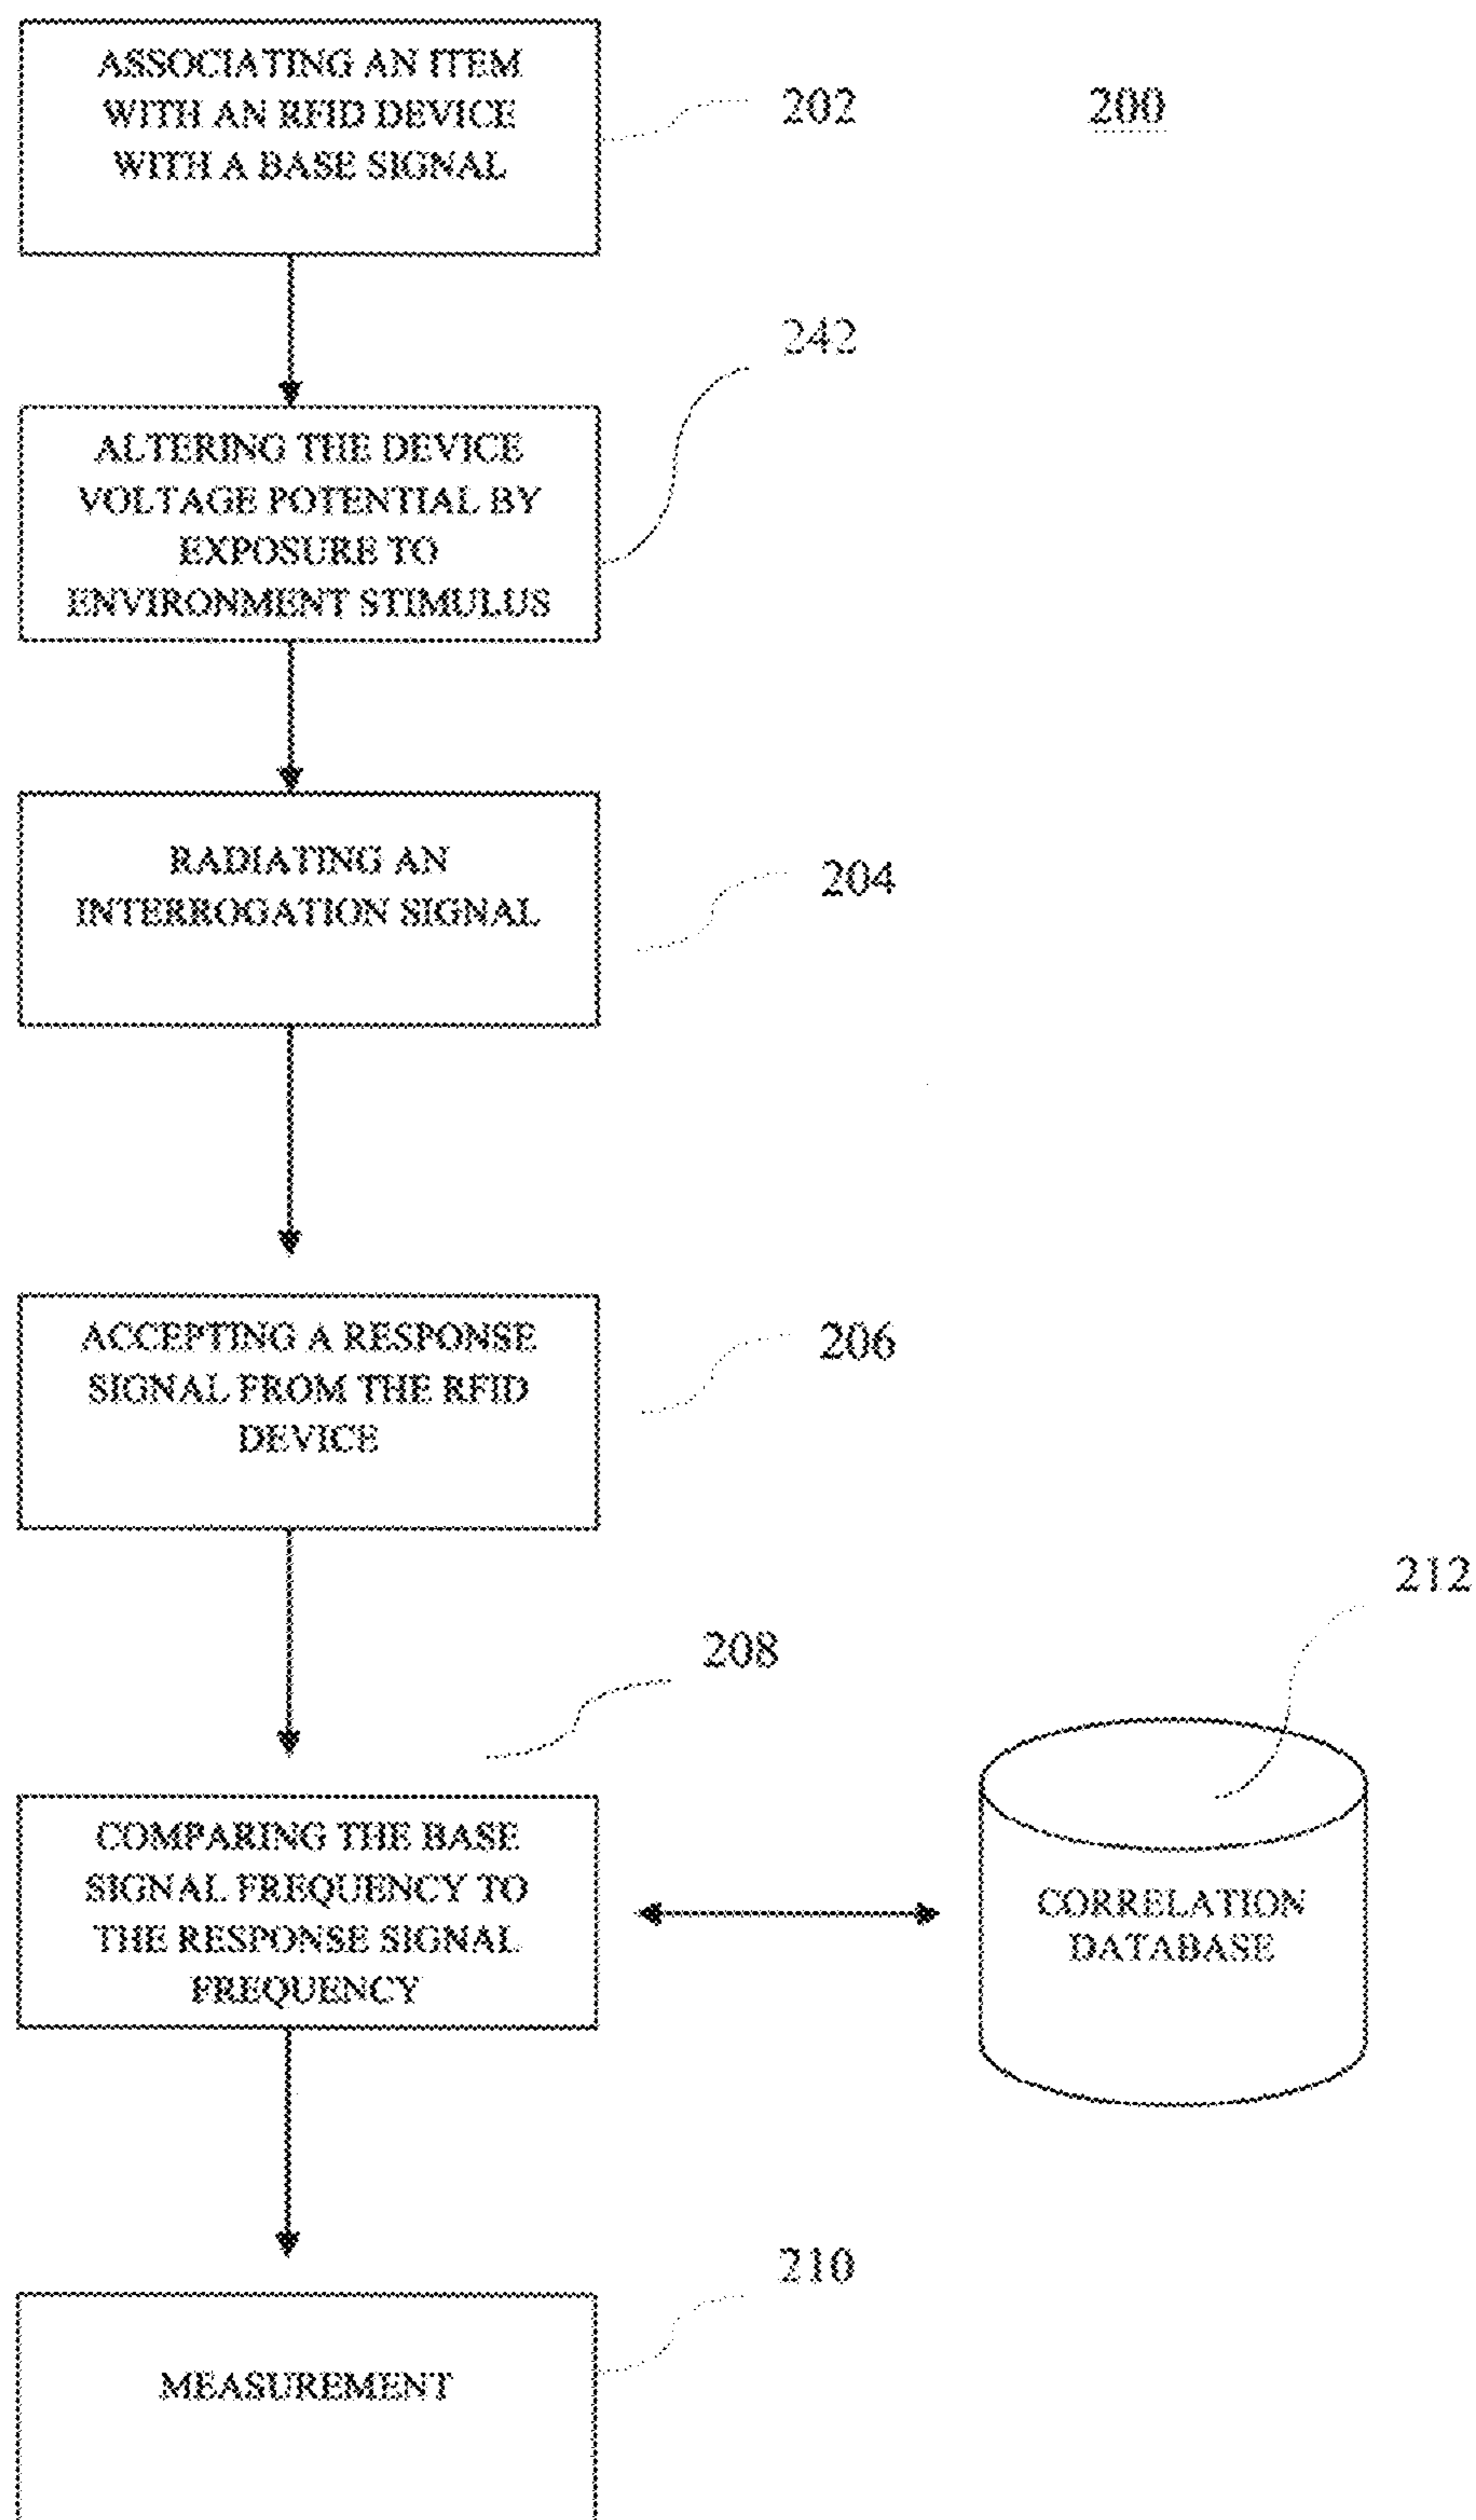 ASSOCIATING AN ITEM
WITH AN RFID DEVICE
WITH A BASE SIGNAL
202
200
242
ALTERING THE DEVICE
VOLTAGE POTENTIAL BY
EXPOSURE TO
ENVIRONMENT STIMULUS
RADIATING AN
INTERROGATION SIGNAL
204
ACCEPTING A RESPONSE
SIGNAL FROM THE RFID
DEVICE
206
212
208
COMPARING THE BASE
SIGNAL FREQUENCY TO
THE RESPONSE SIGNAL
FREQUENCY
CORRELATION
DATABASE
210
MEASUREMENT